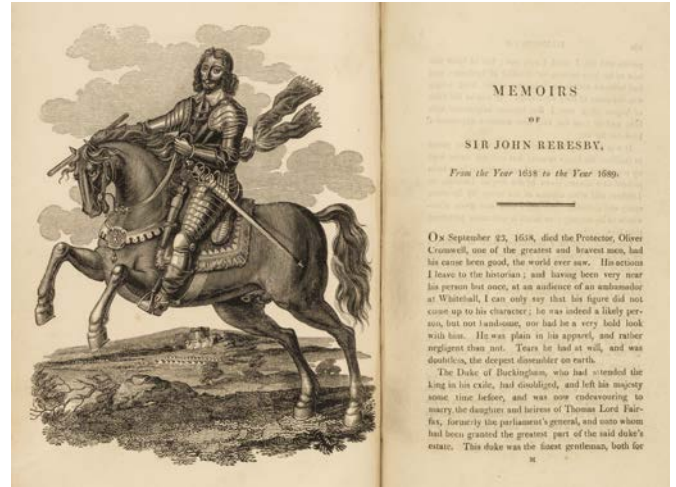 MEMOIRS
OF
SIR JOHN RERESBY,
From the Year 1658 to the Year 1689.
On September 23, 1658, died the Protector, Oliver
Cromwell, one of the greatest and bravest men, had
his cause been good, the world ever saw. His actions
I leave to the historian; and having been very near
his person but once, at an audience of an ambassador
at Whitehall, I can only say that his figure did not
come up to his character; he was indeed a likely per-
son, but not handsome, nor had he a very bold look
with him. He was plain in his apparel, and rather
negligent than not. Tears he had at will, and was
doubtless, the deepest dissembler on earth.
The Duke of Buckingham, who had attended the
king in his exile, had disobliged, and left his majesty
some time before, and was now endeavouring to
marry the daughter and heiress of Thomas Lord Fair-
fax, formerly the parliament's general, and unto whom
had been granted the greatest part of the said duke's
estate. This duke was the finest gentleman, both for